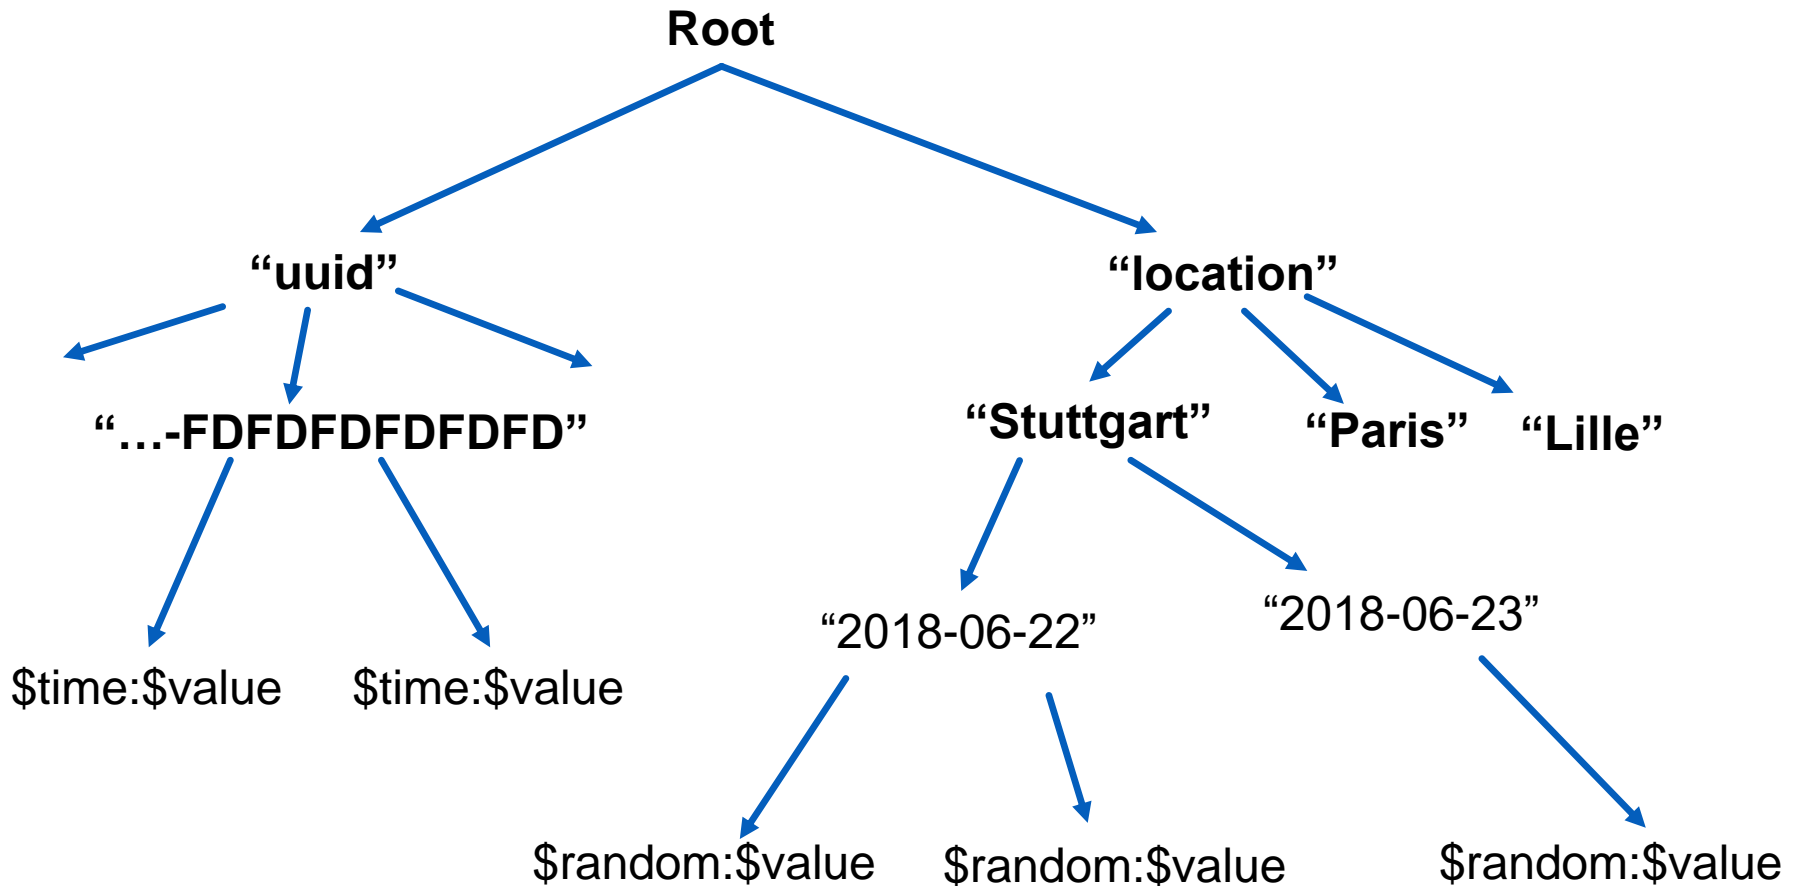 Root
“uuid”
“location”
“…-FDFDFDFDFDFD”
“Stuttgart”
“Paris”
“Lille”
“2018-06-22”
“2018-06-23”
$time:$value
$time:$value
$random:$value
$random:$value
$random:$value